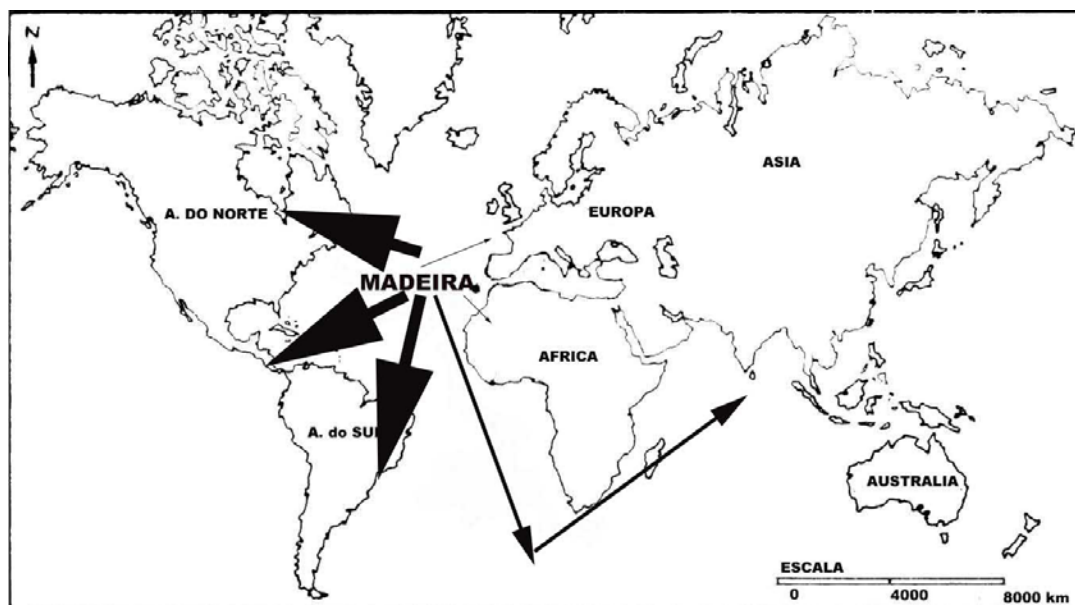 N
ASIA
A. DO NORTE
EUROPA
MADEIRA
AFRICA
A. do SUL
AUSTRALIA
ESCALA
0 4000 8000 km